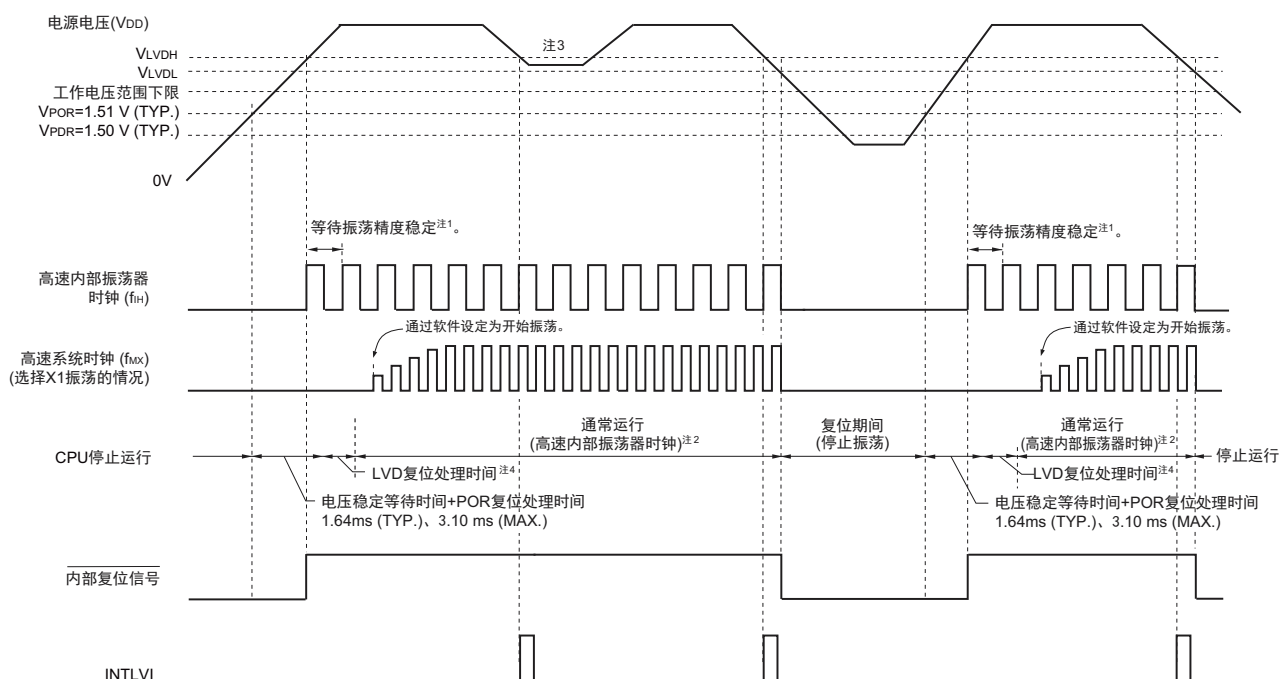 电源电压(VDD)
注3
VLVDH
VLVDL
工作电压范围下限
VPOR=1.51 V (TYP.)
VPDR=1.50 V (TYP.)
0V
等待振荡精度稳定注1。
等待振荡精度稳定注1。
高速内部振荡器
时钟 (fIH)
通过软件设定为开始振荡。
通过软件设定为开始振荡。
高速系统时钟 (fMX)
(选择X1振荡的情况)
通常运行
(高速内部振荡器时钟)注2
复位期间
(停止振荡)
通常运行
(高速内部振荡器时钟)注2
CPU停止运行
停止运行
LVD复位处理时间注4
LVD复位处理时间注4
电压稳定等待时间+POR复位处理时间
1.64ms (TYP.)、3.10 ms (MAX.)
电压稳定等待时间+POR复位处理时间
1.64ms (TYP.)、3.10 ms (MAX.)
内部复位信号
INTLVI